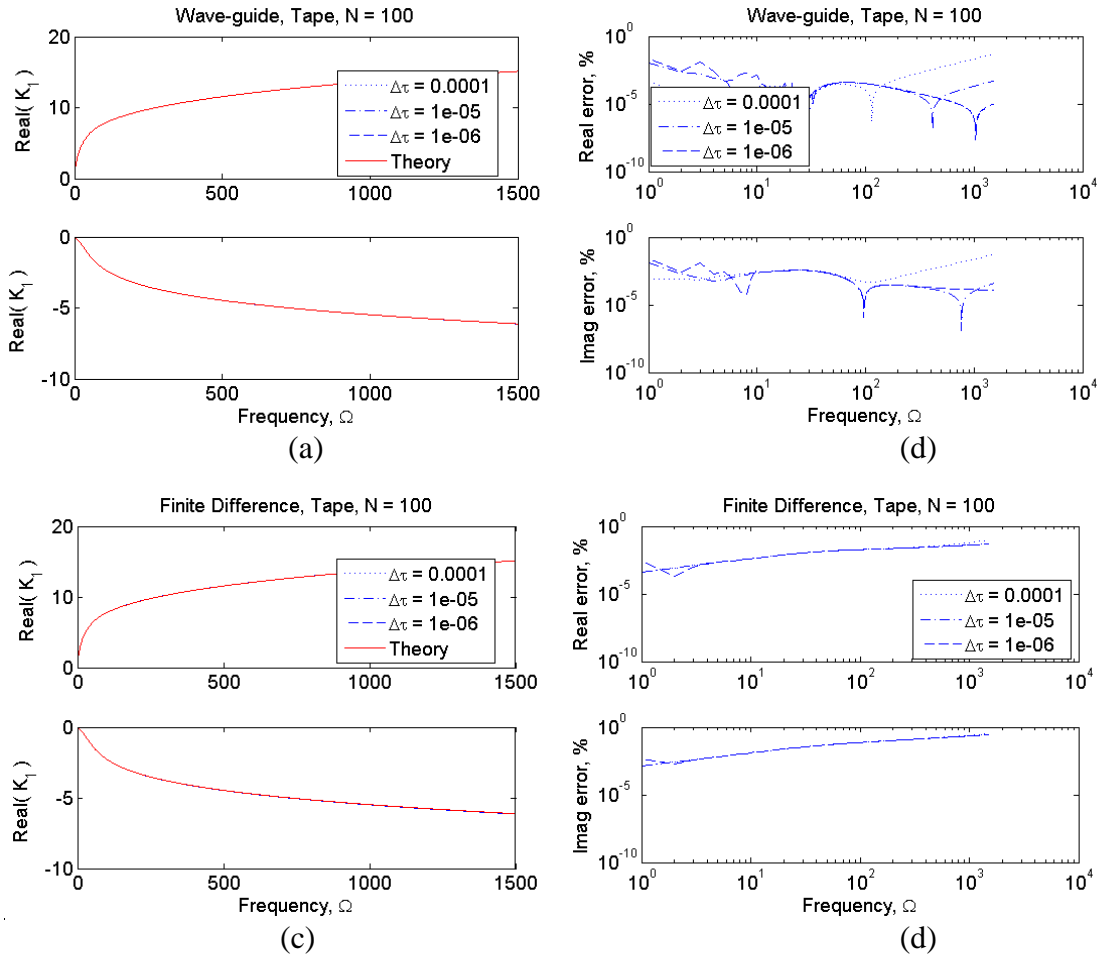 Wave-guide, Tape, N = 100
Real( K1 )
20
10
0
Δτ = 0.0001
Δτ = 1e-05
Δτ = 1e-06
Theory
0
500
1000
1500
Real( K1 )
0
-5
-10
0
500
1000
1500
Frequency, Ω
(a)
Wave-guide, Tape, N = 100
Real error, %
10^0
10^-5
10^-10
Δτ = 0.0001
Δτ = 1e-05
Δτ = 1e-06
10^0
10^1
10^2
10^3
10^4
Imag error, %
10^0
10^-5
10^-10
10^0
10^1
10^2
10^3
10^4
Frequency, Ω
(d)
Finite Difference, Tape, N = 100
Real( K1 )
20
10
0
Δτ = 0.0001
Δτ = 1e-05
Δτ = 1e-06
Theory
0
500
1000
1500
Real( K1 )
0
-5
-10
0
500
1000
1500
Frequency, Ω
(c)
Finite Difference, Tape, N = 100
Real error, %
10^0
10^-5
10^-10
Δτ = 0.0001
Δτ = 1e-05
Δτ = 1e-06
10^0
10^1
10^2
10^3
10^4
Imag error, %
10^0
10^-5
10^-10
10^0
10^1
10^2
10^3
10^4
Frequency, Ω
(d)